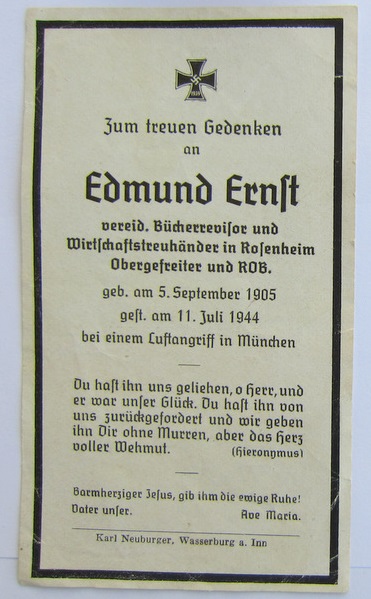 Zum treuen Gedenken
an
Edmund Ernst
vereid. Bücherrevisor und
Wirtschaftstreuhänder in Rosenheim
Obergefreiter und ROB.
geb. am 5. September 1905
gest. am 11. Juli 1944
bei einem Luftangriff in München
Du hast ihn uns geliehen, o Herr, und
er war unser Glück. Du hast ihn von
uns zurückgefordert und wir geben
ihn Dir ohne Murren, aber das Herz
voller Wehmut. (Hieronymus)
Barmherziger Jesus, gib ihm die ewige Ruhe!
Vater unser. Ave Maria.
Karl Neuburger, Wasserburg a. Inn